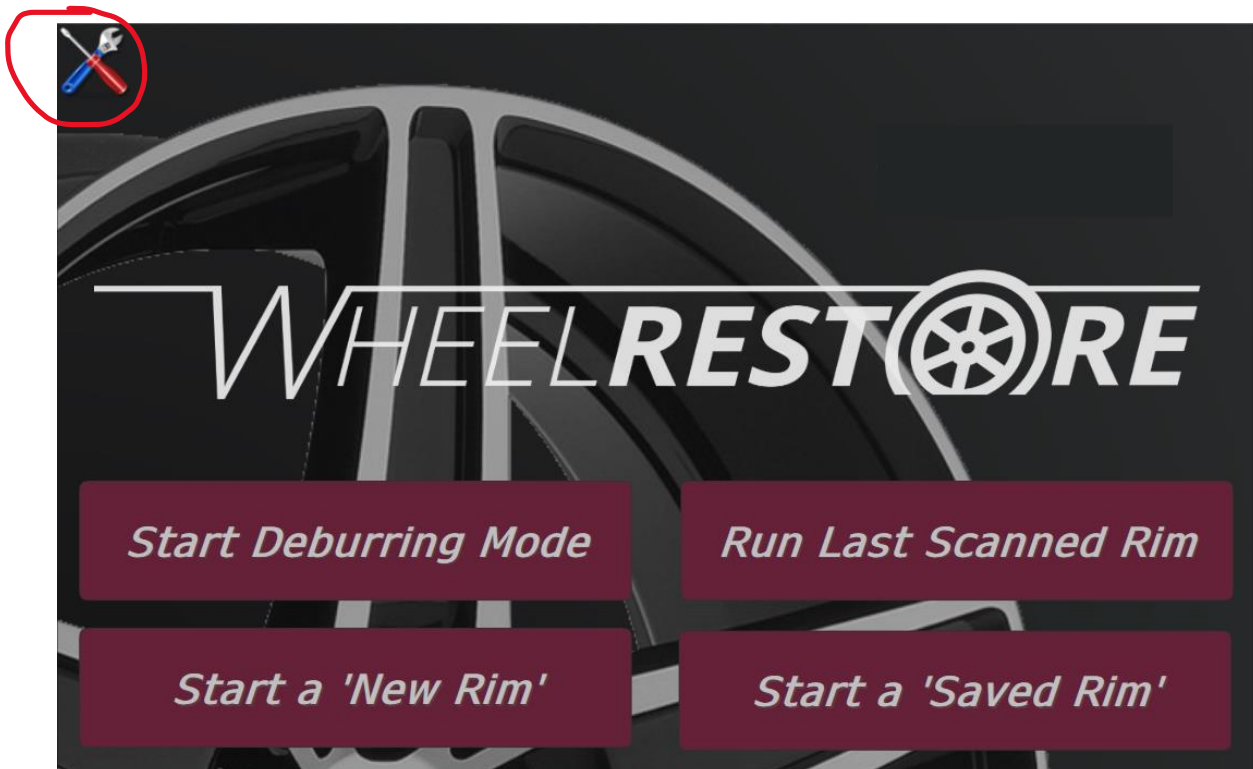 WHEELRESTORE
Start Deburring Mode
Run Last Scanned Rim
Start a 'New Rim'
Start a 'Saved Rim'